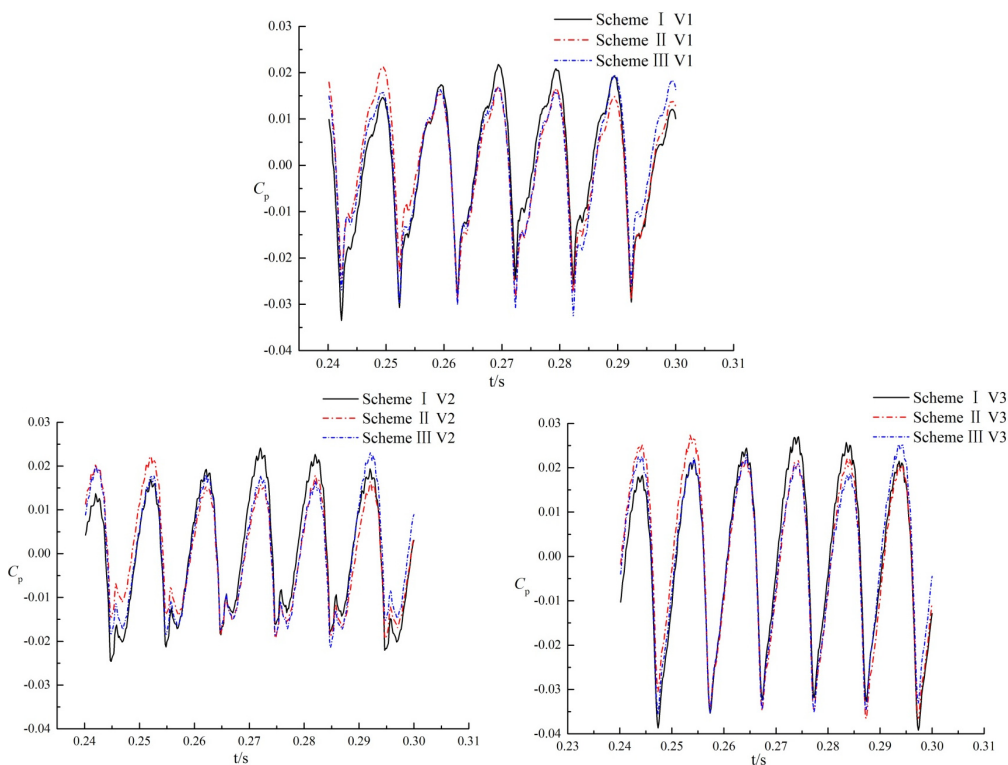 Scheme Ⅰ V1
Scheme Ⅱ V1
Scheme Ⅲ V1
0.03
0.02
0.01
0.00
-0.01
-0.02
-0.03
-0.04
Cp
0.24 0.25 0.26 0.27 0.28 0.29 0.30 0.31
t/s
Scheme Ⅰ V2
Scheme Ⅱ V2
Scheme Ⅲ V2
0.03
0.02
0.01
0.00
-0.01
-0.02
-0.03
-0.04
Cp
0.24 0.25 0.26 0.27 0.28 0.29 0.30 0.31
t/s
Scheme Ⅰ V3
Scheme Ⅱ V3
Scheme Ⅲ V3
0.03
0.02
0.01
0.00
-0.01
-0.02
-0.03
-0.04
Cp
0.23 0.24 0.25 0.26 0.27 0.28 0.29 0.30 0.31
t/s